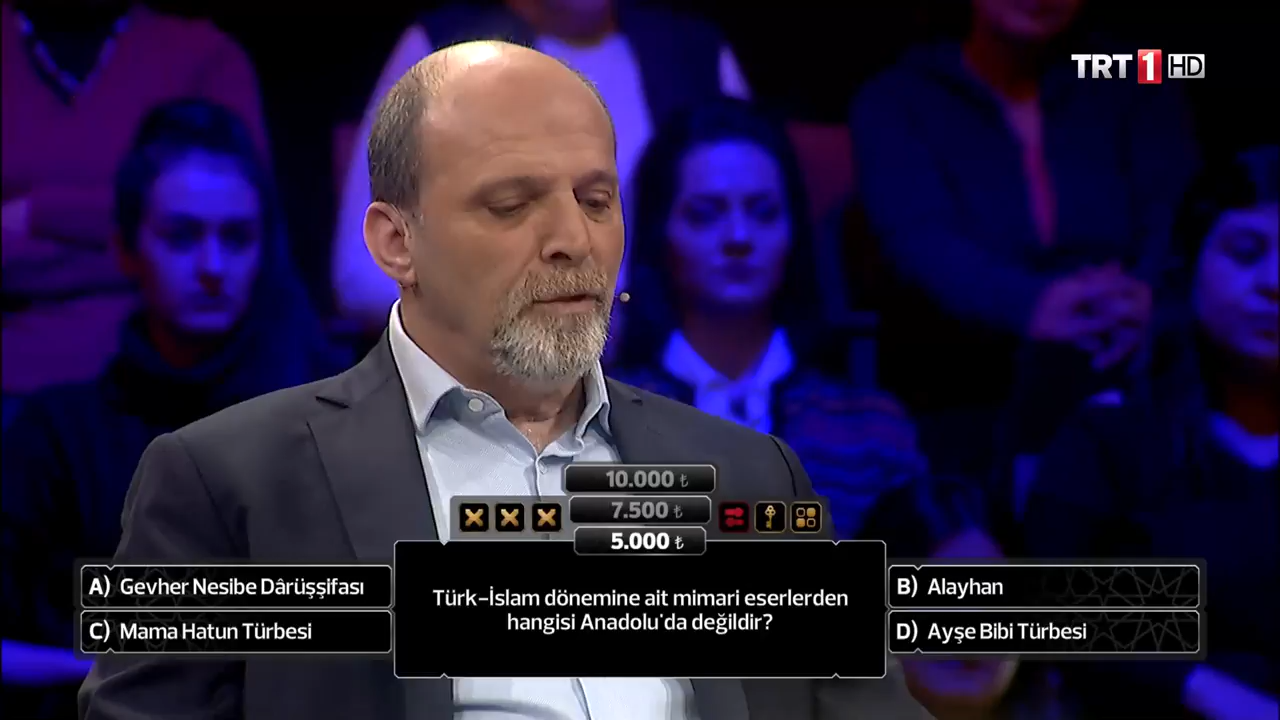 TRT 1 HD
10.000 ₺
7.500 ₺
5.000 ₺
Türk-İslam dönemine ait mimari eserlerden
hangisi Anadolu'da değildir?
A) Gevher Nesibe Dârüşşifası
B) Alayhan
C) Mama Hatun Türbesi
D) Ayşe Bibi Türbesi